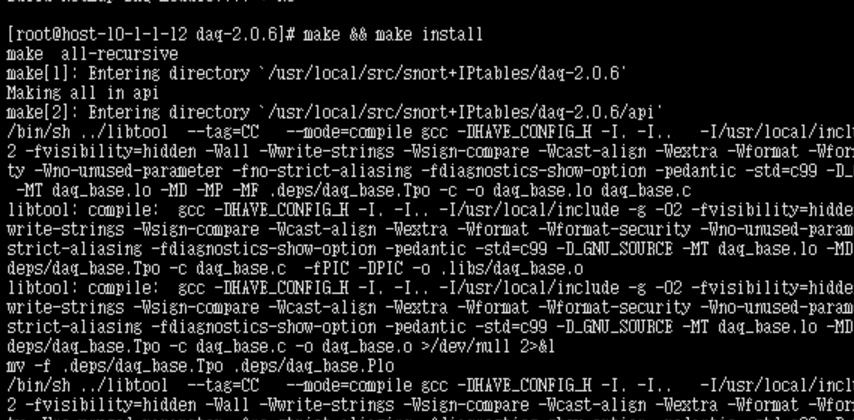 [root@host-10-1-1-12 daq-2.0.6]# make && make install
make  all-recursive
make[1]: Entering directory `/usr/local/src/snort+IPtables/daq-2.0.6'
Making all in api
make[2]: Entering directory `/usr/local/src/snort+IPtables/daq-2.0.6/api'
/bin/sh ../libtool  --tag=CC   --mode=compile gcc -DHAVE_CONFIG_H -I. -I..   -I/usr/local/incl
2 -fvisibility=hidden -Wall -Wwrite-strings -Wsign-compare -Wcast-align -Wextra -Wformat -Wfor
ty -Wno-unused-parameter -fno-strict-aliasing -fdiagnostics-show-option -pedantic -std=c99 -D_
 -MT daq_base.lo -MD -MP -MF .deps/daq_base.Tpo -c -o daq_base.lo daq_base.c
libtool: compile:  gcc -DHAVE_CONFIG_H -I. -I.. -I/usr/local/include -g -O2 -fvisibility=hidde
write-strings -Wsign-compare -Wcast-align -Wextra -Wformat -Wformat-security -Wno-unused-param
strict-aliasing -fdiagnostics-show-option -pedantic -std=c99 -D_GNU_SOURCE -MT daq_base.lo -MD
deps/daq_base.Tpo -c daq_base.c  -fPIC -DPIC -o .libs/daq_base.o
libtool: compile:  gcc -DHAVE_CONFIG_H -I. -I.. -I/usr/local/include -g -O2 -fvisibility=hidde
write-strings -Wsign-compare -Wcast-align -Wextra -Wformat -Wformat-security -Wno-unused-param
strict-aliasing -fdiagnostics-show-option -pedantic -std=c99 -D_GNU_SOURCE -MT daq_base.lo -MD
deps/daq_base.Tpo -c daq_base.c -o daq_base.o >/dev/null 2>&1
mv -f .deps/daq_base.Tpo .deps/daq_base.Plo
/bin/sh ../libtool  --tag=CC   --mode=compile gcc -DHAVE_CONFIG_H -I. -I..   -I/usr/local/incl
2 -fvisibility=hidden -Wall -Wwrite-strings -Wsign-compare -Wcast-align -Wextra -Wformat -Wfor